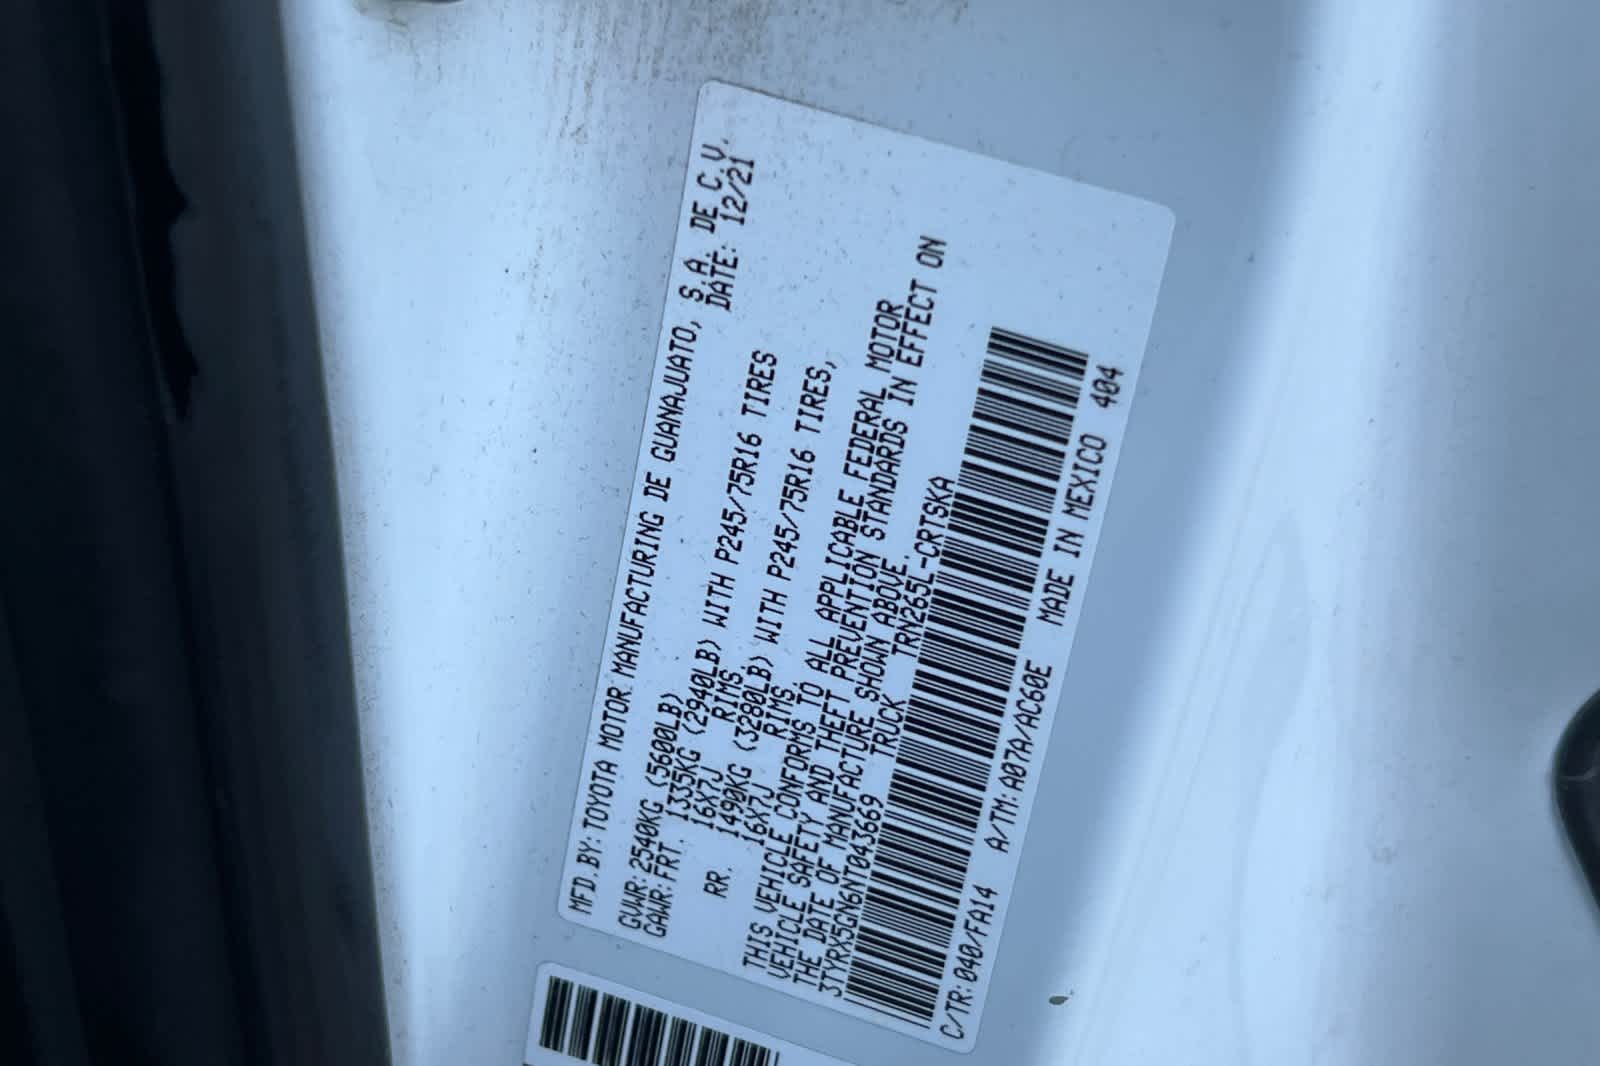 MFD.BY: TOYOTA MOTOR MANUFACTURING DE GUANAJUATO, S.A. DE C.V.
DATE: 12/21
GVWR: 2540KG (5600LB)
GAWR: FRT. 1335KG (2940LB) WITH P245/75R16 TIRES
16X7J RIMS
RR. 1490KG (3280LB) WITH P245/75R16 TIRES,
16X7J RIMS.
THIS VEHICLE CONFORMS TO ALL APPLICABLE FEDERAL MOTOR
VEHICLE SAFETY AND THEFT PREVENTION STANDARDS IN EFFECT ON
THE DATE OF MANUFACTURE SHOWN ABOVE.
3TYRX5GN6NT043669 TRUCK TRN265L-CRTSKA
C/TR: 040/FA14 A/TM: A07A/AC60E MADE IN MEXICO 404